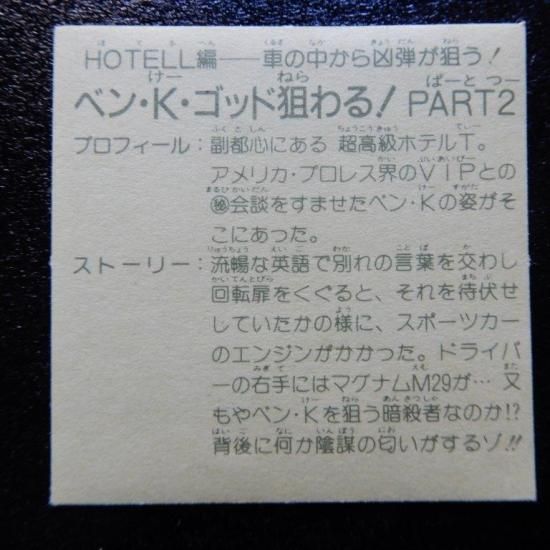 HOTELL編──車の中から凶弾が狙う!
ベン・K・ゴッド狙わる! PART2
プロフィール:副都心にある 超高級ホテルT。
アメリカ・プロレス界のVIPとの
㊙会談をすませたベン・Kの姿がそ
こにあった。
ストーリー:流暢な英語で別れの言葉を交わし
回転扉をくぐると、それを待伏せ
していたかの様に、スポーツカー
のエンジンがかかった。ドライバ
ーの右手にはマグナムM29が…又
もやベン・Kを狙う暗殺者なのか!?
背後に何か陰謀の匂いがするゾ!!